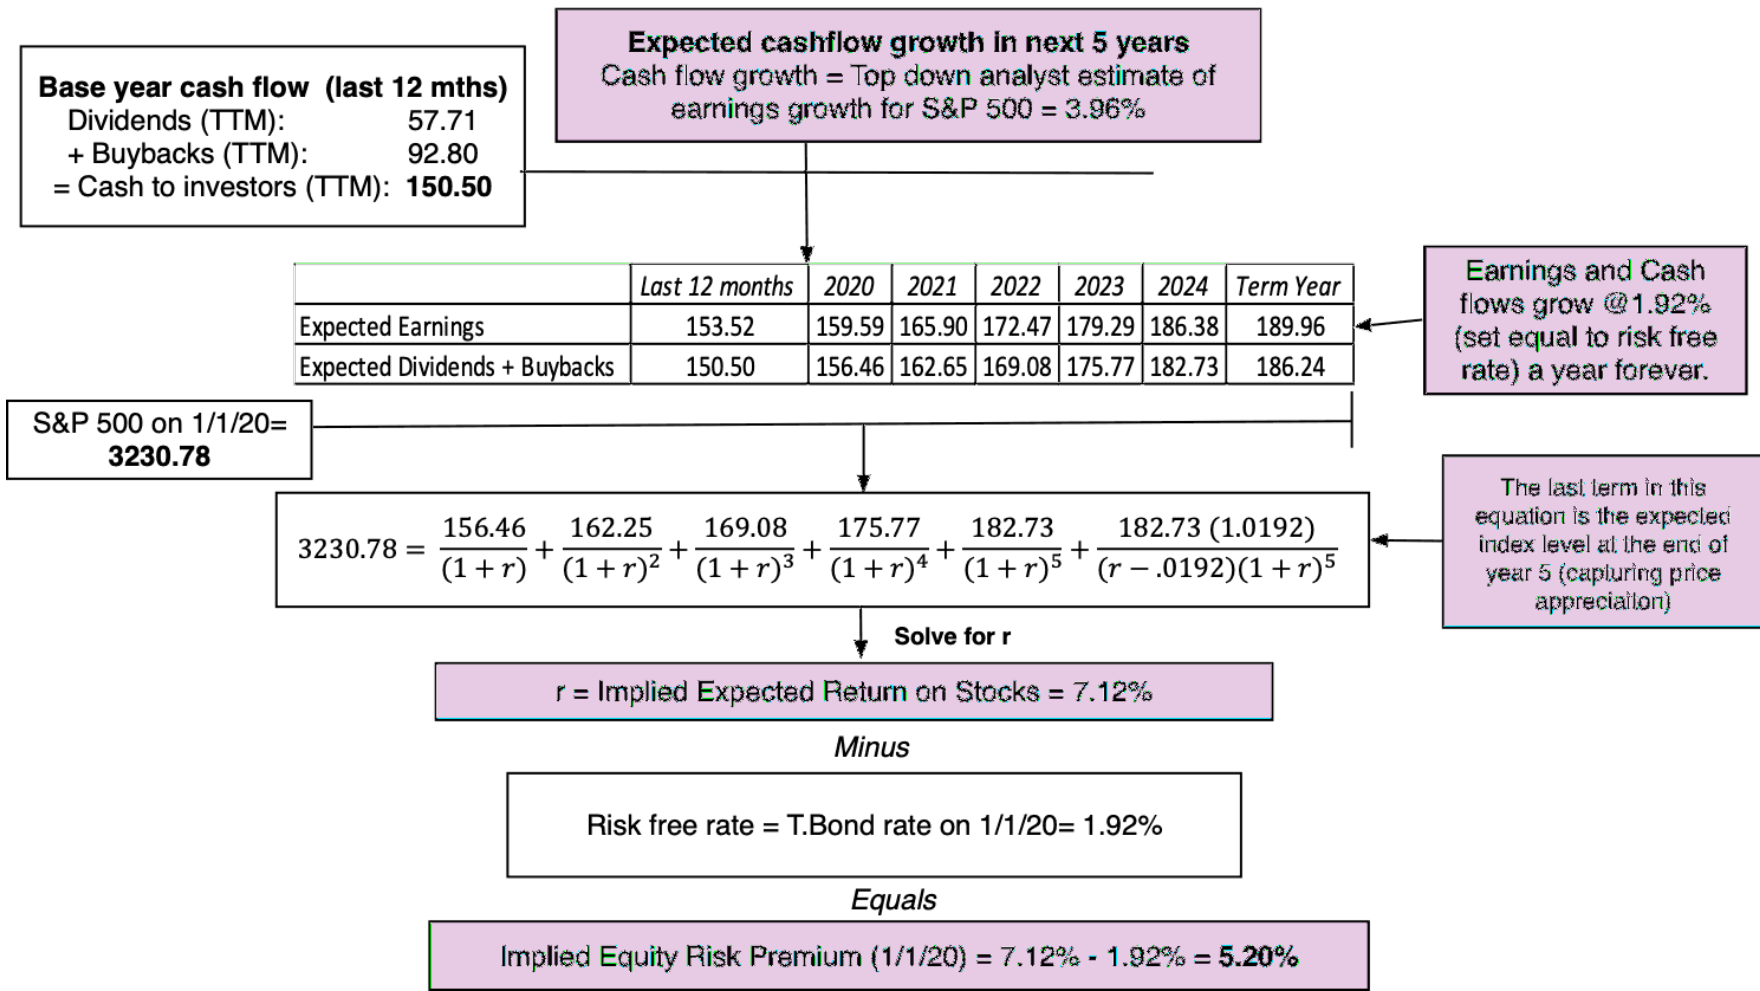 Expected cashflow growth in next 5 years
Cash flow growth = Top down analyst estimate of
earnings growth for S&P 500 = 3.96%
Base year cash flow (last 12 mths)
Dividends (TTM): 57.71
+ Buybacks (TTM): 92.80
= Cash to investors (TTM): 150.50
Last 12 months 2020 2021 2022 2023 2024 Term Year
Expected Earnings 153.52 159.59 165.90 172.47 179.29 186.38 189.96
Expected Dividends + Buybacks 150.50 156.46 162.65 169.08 175.77 182.73 186.24
Earnings and Cash
flows grow @1.92%
(set equal to risk free
rate) a year forever.
S&P 500 on 1/1/20=
3230.78
3230.78 = 156.46/(1 + r) + 162.25/(1 + r)^2 + 169.08/(1 + r)^3 + 175.77/(1 + r)^4 + 182.73/(1 + r)^5 + 182.73 (1.0192)/(r − .0192)(1 + r)^5
The last term in this
equation is the expected
index level at the end of
year 5 (capturing price
appreciation)
Solve for r
r = Implied Expected Return on Stocks = 7.12%
Minus
Risk free rate = T.Bond rate on 1/1/20= 1.92%
Equals
Implied Equity Risk Premium (1/1/20) = 7.12% - 1.92% = 5.20%